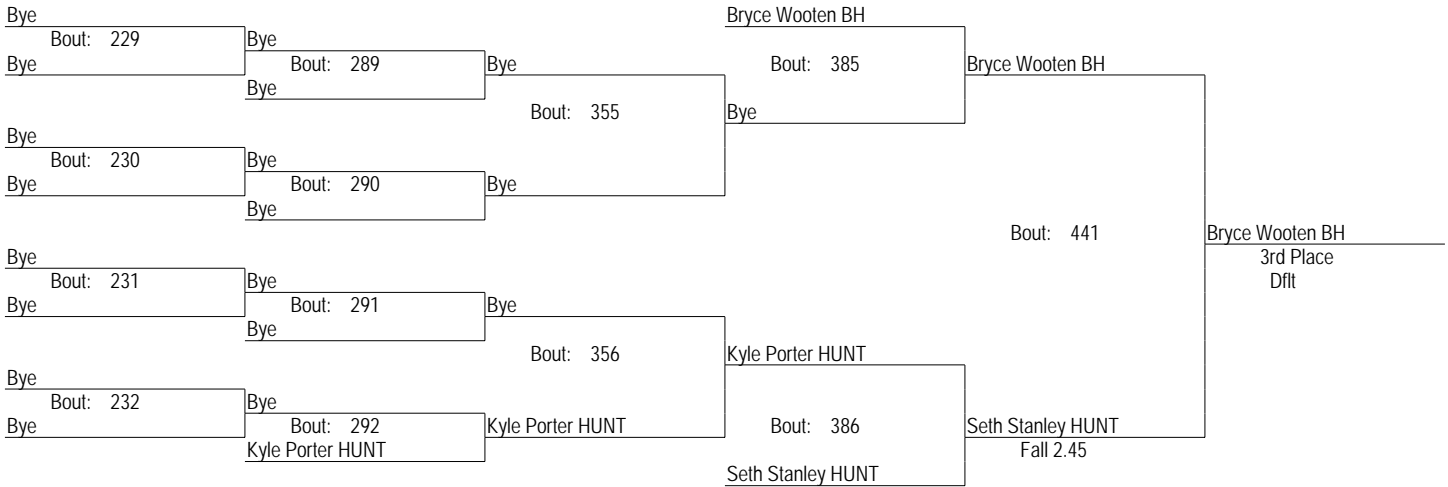 Bye
Bryce Wooten BH
Bout: 229
Bye
Bye
Bout: 289
Bye
Bout: 385
Bryce Wooten BH
Bye
Bout: 355
Bye
Bye
Bout: 230
Bye
Bye
Bout: 290
Bye
Bye
Bout: 441
Bryce Wooten BH
Bye
3rd Place
Bout: 231
Bye
Dflt
Bye
Bout: 291
Bye
Bye
Bout: 356
Kyle Porter HUNT
Bye
Bout: 232
Bye
Bye
Bout: 292
Kyle Porter HUNT
Bout: 386
Seth Stanley HUNT
Kyle Porter HUNT
Fall 2.45
Seth Stanley HUNT